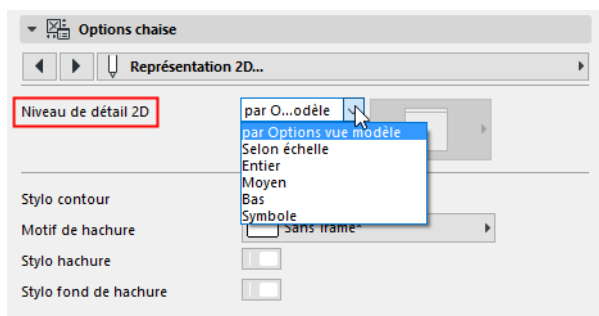 Options chaise
Représentation 2D...
Niveau de détail 2D
par O...odèle
par Options vue modèle
Selon échelle
Entier
Moyen
Bas
Symbole
Stylo contour
Motif de hachure
Sans Trame*
Stylo hachure
Stylo fond de hachure